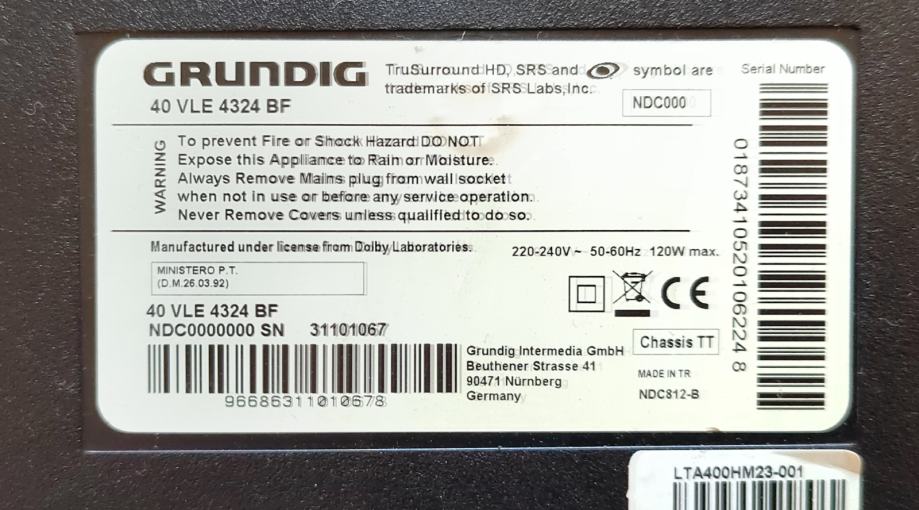 GRUNDIG
40 VLE 4324 BF
TruSurround HD, SRS and symbol are
trademarks of SRS Labs, Inc.
NDC000
Serial Number
WARNING
To prevent Fire or Shock Hazard DO NOT
Expose this Appliance to Rain or Moisture.
Always Remove Mains plug from wall socket
when not in use or before any service operation.
Never Remove Covers unless qualified to do so.
Manufactured under license from Dolby Laboratories.
220-240V ~ 50-60Hz 120W max.
MINISTERO P.T.
(D.M.26.03.92)
CE
40 VLE 4324 BF
NDC0000000 SN 31101067
96686311010678
Grundig Intermedia GmbH
Beuthener Strasse 41
90471 Nürnberg
Germany
Chassis TT
MADE IN TR
NDC812-B
01873410520106224 8
LTA400HM23-001